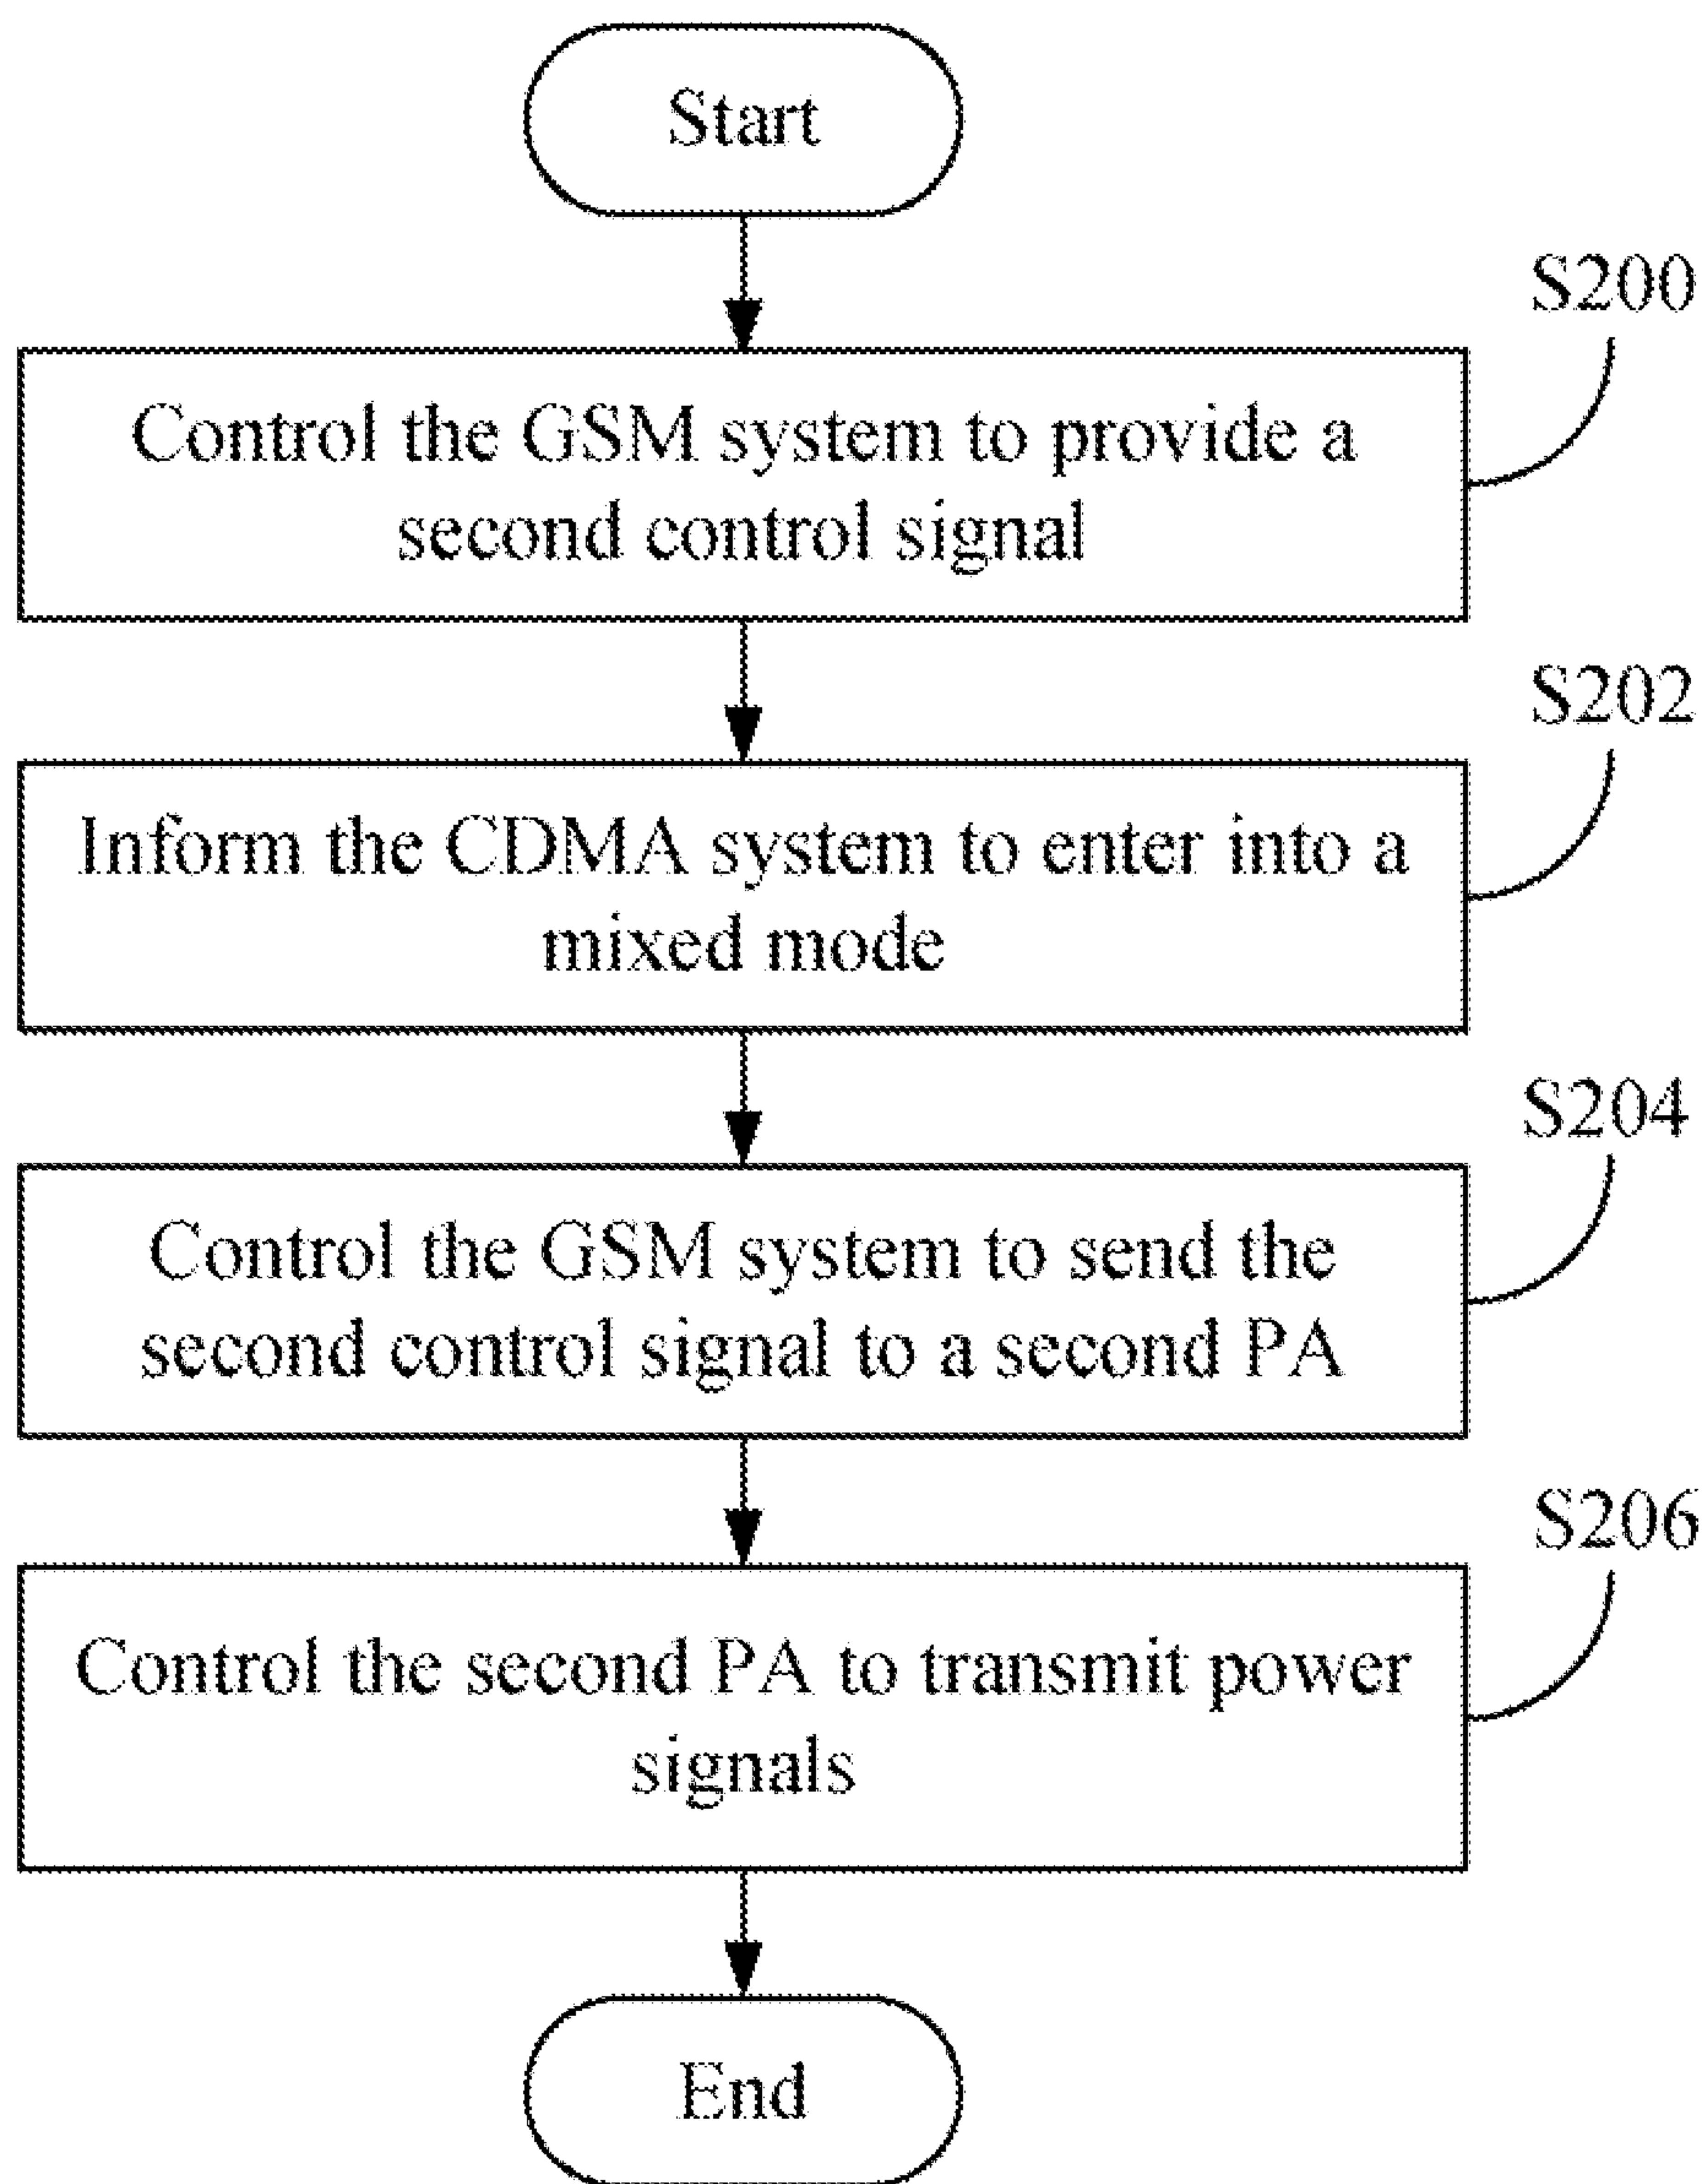 Start
S200
Control the GSM system to provide a
second control signal
S202
Inform the CDMA system to enter into a
mixed mode
S204
Control the GSM system to send the
second control signal to a second PA
S206
Control the second PA to transmit power
signals
End